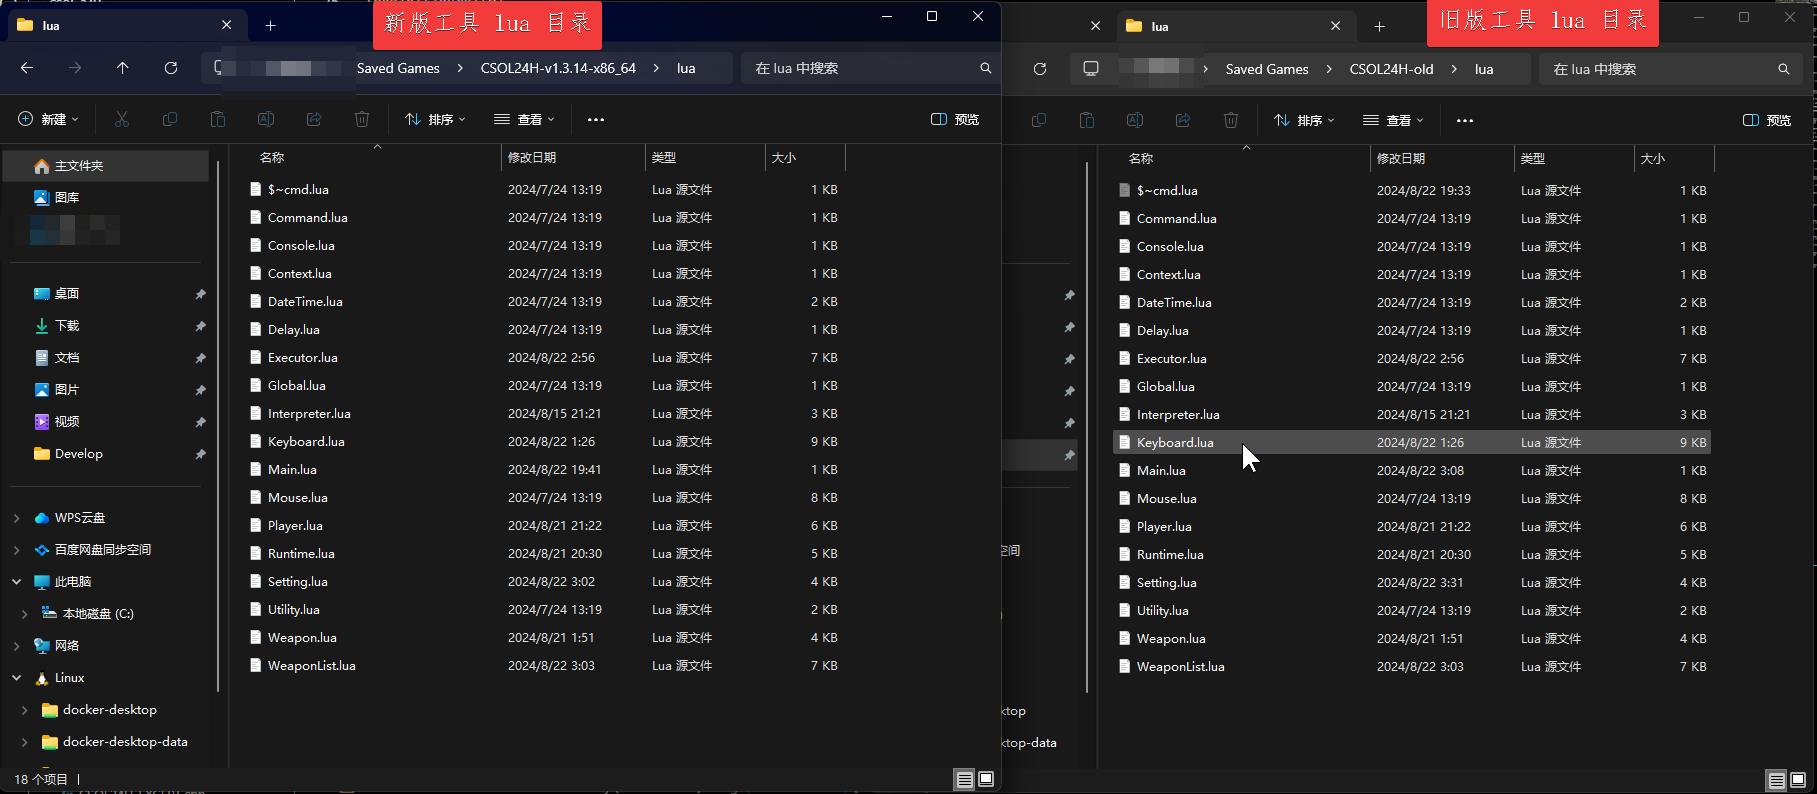 lua
新版工具 lua 目录
Saved Games
CSOL24H-v1.3.14-x86_64
lua
在 lua 中搜索
新建
排序
查看
预览
主文件夹
图库
桌面
下载
文档
图片
视频
Develop
WPS云盘
百度网盘同步空间
此电脑
本地磁盘 (C:)
网络
Linux
docker-desktop
docker-desktop-data
名称 修改日期 类型 大小
$~cmd.lua 2024/7/24 13:19 Lua 源文件 1 KB
Command.lua 2024/7/24 13:19 Lua 源文件 1 KB
Console.lua 2024/7/24 13:19 Lua 源文件 1 KB
Context.lua 2024/7/24 13:19 Lua 源文件 1 KB
DateTime.lua 2024/7/24 13:19 Lua 源文件 2 KB
Delay.lua 2024/7/24 13:19 Lua 源文件 1 KB
Executor.lua 2024/8/22 2:56 Lua 源文件 7 KB
Global.lua 2024/7/24 13:19 Lua 源文件 1 KB
Interpreter.lua 2024/8/15 21:21 Lua 源文件 3 KB
Keyboard.lua 2024/8/22 1:26 Lua 源文件 9 KB
Main.lua 2024/8/22 19:41 Lua 源文件 1 KB
Mouse.lua 2024/7/24 13:19 Lua 源文件 8 KB
Player.lua 2024/8/21 21:22 Lua 源文件 6 KB
Runtime.lua 2024/8/21 20:30 Lua 源文件 5 KB
Setting.lua 2024/8/22 3:02 Lua 源文件 4 KB
Utility.lua 2024/7/24 13:19 Lua 源文件 2 KB
Weapon.lua 2024/8/21 1:51 Lua 源文件 4 KB
WeaponList.lua 2024/8/22 3:03 Lua 源文件 7 KB
18 个项目
lua
旧版工具 lua 目录
Saved Games
CSOL24H-old
lua
在 lua 中搜索
排序
查看
预览
空间
ktop
ktop-data
名称 修改日期 类型 大小
$~cmd.lua 2024/8/22 19:33 Lua 源文件 1 KB
Command.lua 2024/7/24 13:19 Lua 源文件 1 KB
Console.lua 2024/7/24 13:19 Lua 源文件 1 KB
Context.lua 2024/7/24 13:19 Lua 源文件 1 KB
DateTime.lua 2024/7/24 13:19 Lua 源文件 2 KB
Delay.lua 2024/7/24 13:19 Lua 源文件 1 KB
Executor.lua 2024/8/22 2:56 Lua 源文件 7 KB
Global.lua 2024/7/24 13:19 Lua 源文件 1 KB
Interpreter.lua 2024/8/15 21:21 Lua 源文件 3 KB
Keyboard.lua 2024/8/22 1:26 Lua 源文件 9 KB
Main.lua 2024/8/22 3:08 Lua 源文件 1 KB
Mouse.lua 2024/7/24 13:19 Lua 源文件 8 KB
Player.lua 2024/8/21 21:22 Lua 源文件 6 KB
Runtime.lua 2024/8/21 20:30 Lua 源文件 5 KB
Setting.lua 2024/8/22 3:31 Lua 源文件 4 KB
Utility.lua 2024/7/24 13:19 Lua 源文件 2 KB
Weapon.lua 2024/8/21 1:51 Lua 源文件 4 KB
WeaponList.lua 2024/8/22 3:03 Lua 源文件 7 KB